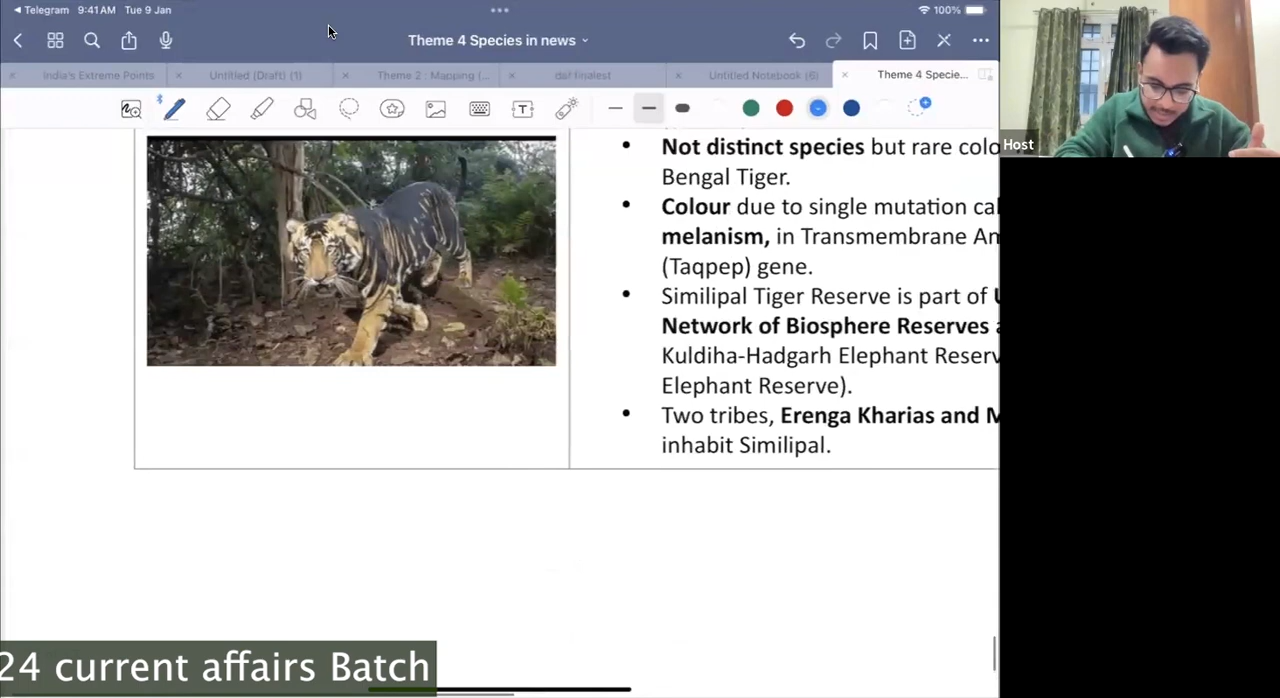 Telegram 9:41AM Tue 9 Jan
100%
Theme 4 Species in news
India's Extreme Points
Untitled (Draft) (1)
Theme 2 : Mapping (...
daf finalest
Untitled Notebook (6)
Theme 4 Specie...
Host
Not distinct species but rare colo
Bengal Tiger.
Colour due to single mutation cal
melanism, in Transmembrane Am
(Taqpep) gene.
Similipal Tiger Reserve is part of U
Network of Biosphere Reserves a
Kuldiha-Hadgarh Elephant Reserv
Elephant Reserve).
Two tribes, Erenga Kharias and M
inhabit Similipal.
24 current affairs Batch